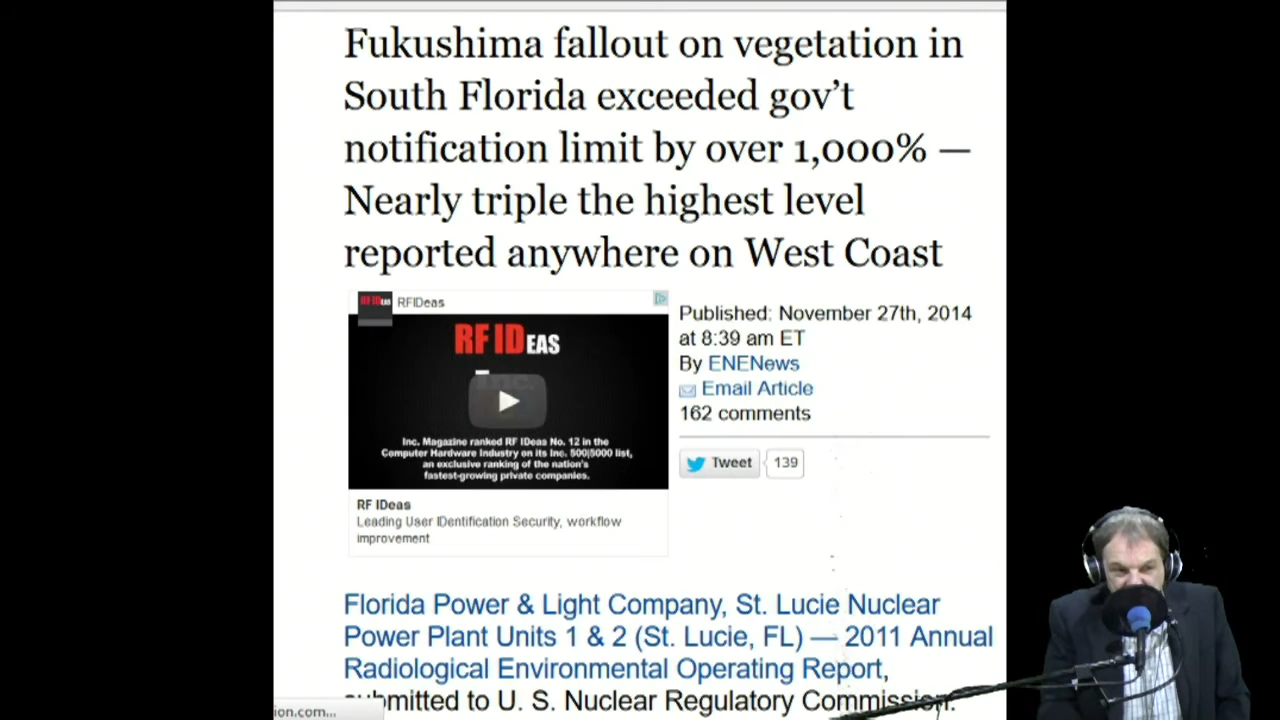 Fukushima fallout on vegetation in
South Florida exceeded gov't
notification limit by over 1,000% —
Nearly triple the highest level
reported anywhere on West Coast
RFIDeas
RF IDEAS
Inc.
Inc. Magazine ranked RF IDeas No. 12 in the
Computer Hardware Industry on its Inc. 500|5000 list,
an exclusive ranking of the nation's
fastest-growing private companies.
RF IDeas
Leading User IDentification Security, workflow
improvement
Published: November 27th, 2014
at 8:39 am ET
By ENENews
Email Article
162 comments
Tweet 139
Florida Power & Light Company, St. Lucie Nuclear
Power Plant Units 1 & 2 (St. Lucie, FL) — 2011 Annual
Radiological Environmental Operating Report,
submitted to U. S. Nuclear Regulatory Commission.
ion.com...